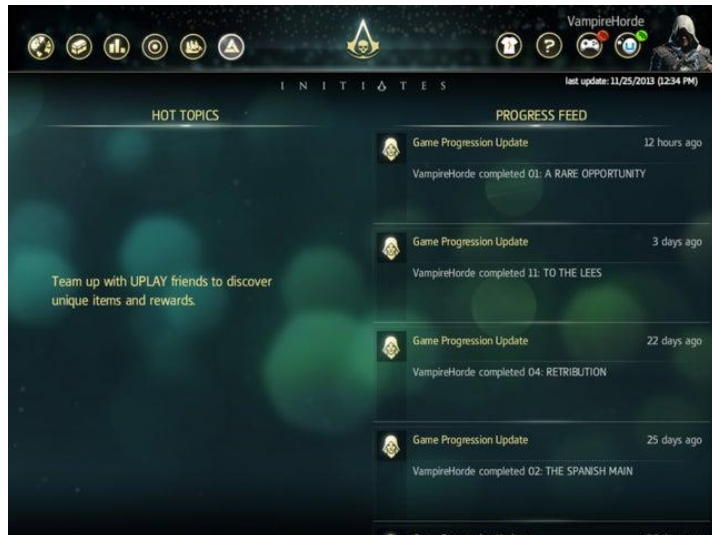 VampireHorde
last update: 11/25/2013 (12:34 PM)
INITIATES
HOT TOPICS
Team up with UPLAY friends to discover
unique items and rewards.
PROGRESS FEED
Game Progression Update 12 hours ago
VampireHorde completed 01: A RARE OPPORTUNITY
Game Progression Update 3 days ago
VampireHorde completed 11: TO THE LEES
Game Progression Update 22 days ago
VampireHorde completed 04: RETRIBUTION
Game Progression Update 25 days ago
VampireHorde completed 02: THE SPANISH MAIN